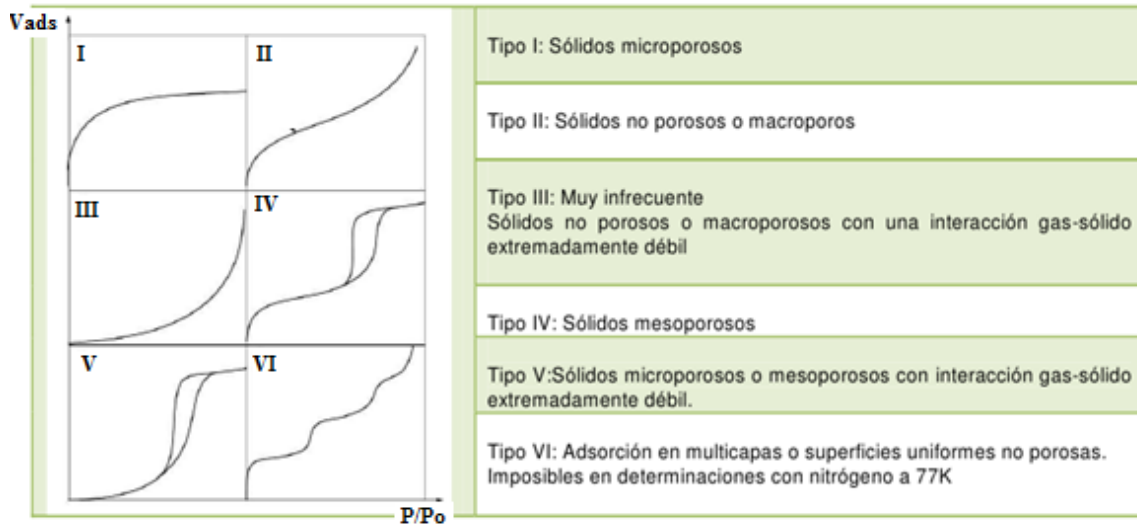 Vads
I
II
III
IV
V
VI
P/Po
Tipo I: Sólidos microporosos
Tipo II: Sólidos no porosos o macroporos
Tipo III: Muy infrecuente
Sólidos no porosos o macroporosos con una interacción gas-sólido
extremadamente débil
Tipo IV: Sólidos mesoporosos
Tipo V:Sólidos microporosos o mesoporosos con interacción gas-sólido
extremadamente débil.
Tipo VI: Adsorción en multicapas o superficies uniformes no porosas.
Imposibles en determinaciones con nitrógeno a 77K